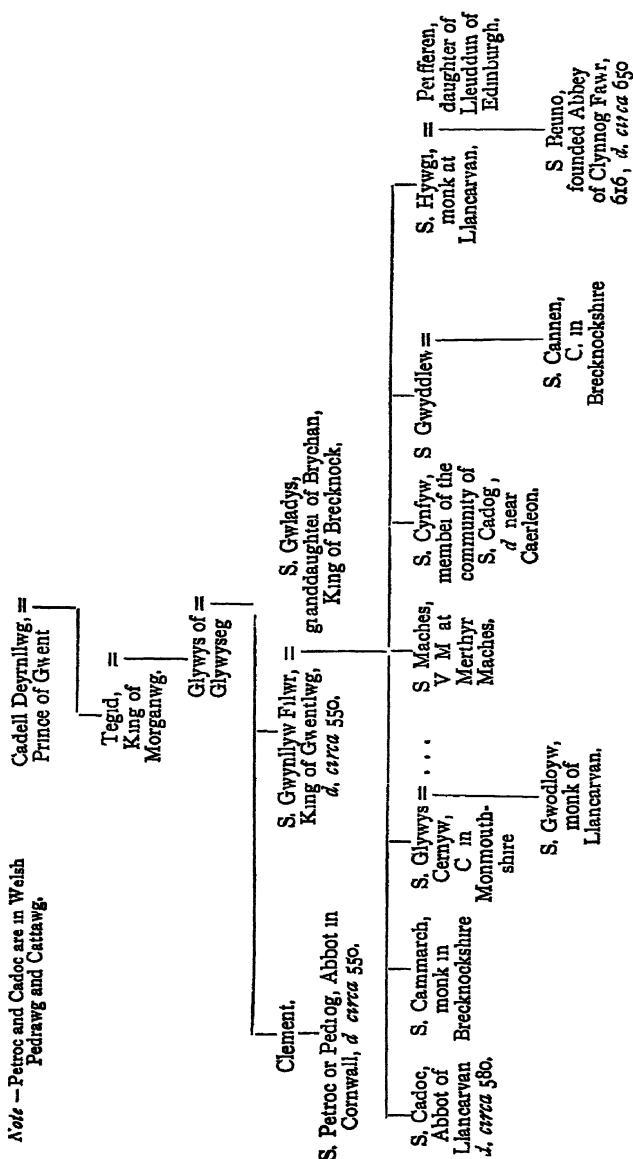 Note — Petroc and Cadoc are in Welsh
Pedrawg and Cattawg.
Cadell Deyrnllwg, =
Prince of Gwent
Tegid, =
King of
Morganwg.
Glywys of =
Glywyseg
Clement.
S. Petroc or Pedrog, Abbot in
Cornwall, d circa 550.
S. Gwynllyw Filwr, =
King of Gwentlwg,
d. circa 550.
S. Gwladys,
granddaughter of Brychan,
King of Brecknock.
S. Cadoc,
Abbot of
Llancarvan
d. circa 580.
S. Cammarch,
monk in
Brecknockshire
S. Glywys = . . .
Cernyw,
C in
Monmouth-
shire
S. Gwodloyw,
monk of
Llancarvan.
S Maches,
V M at
Merthyr
Maches.
S. Cynfyw,
member of the
community of
S. Cadog,
d near
Caerleon.
S Gwyddlew =
S. Cannen,
C. in
Brecknockshire
S. Hywgi, =
monk at
Llancarvan.
Perfferen,
daughter of
Lleuddun of
Edinburgh.
S Beuno,
founded Abbey
of Clynnog Fawr,
616, d. circa 650